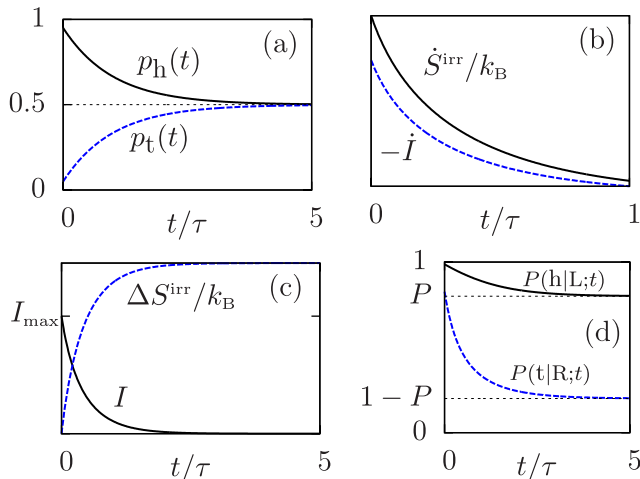 1
(a)
p_h(t)
0.5
p_t(t)
0
0
t/τ
5
(b)
Ṡ^irr/k_B
−İ
0
t/τ
1
(c)
ΔS^irr/k_B
I_max
I
0
t/τ
5
1
P(h|L;t)
P
(d)
P(t|R;t)
1 − P
0
0
t/τ
5